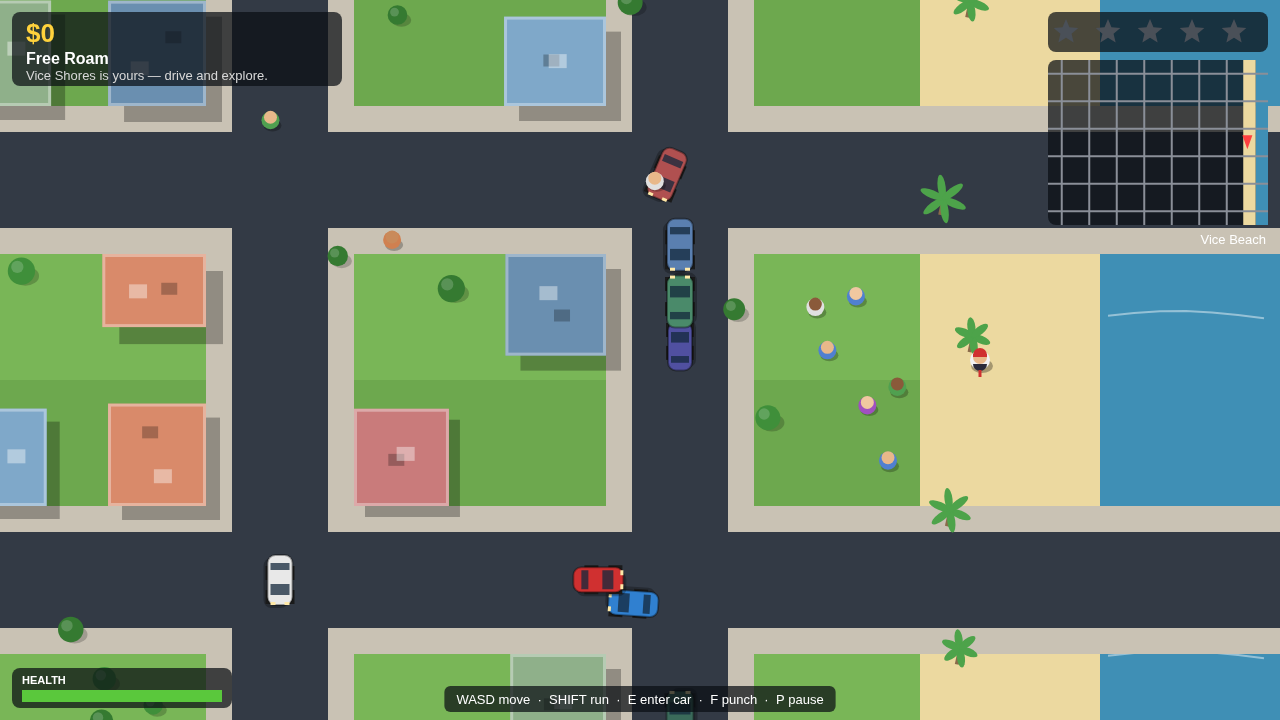 $0
Free Roam
Vice Shores is yours — drive and explore.
Vice Beach
HEALTH
WASD move · SHIFT run · E enter car · F punch · P pause